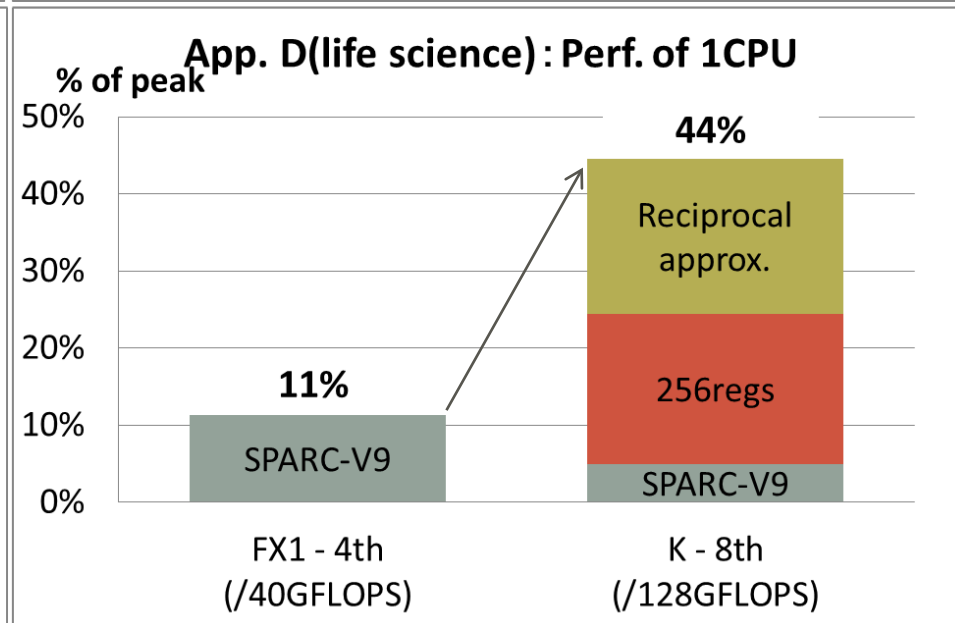 App. D(life science) : Perf. of 1CPU
% of peak
50%
44%
40%
Reciprocal
approx.
30%
20%
11%
256regs
10%
SPARC-V9
SPARC-V9
0%
FX1 - 4th
(/40GFLOPS)
K - 8th
(/128GFLOPS)